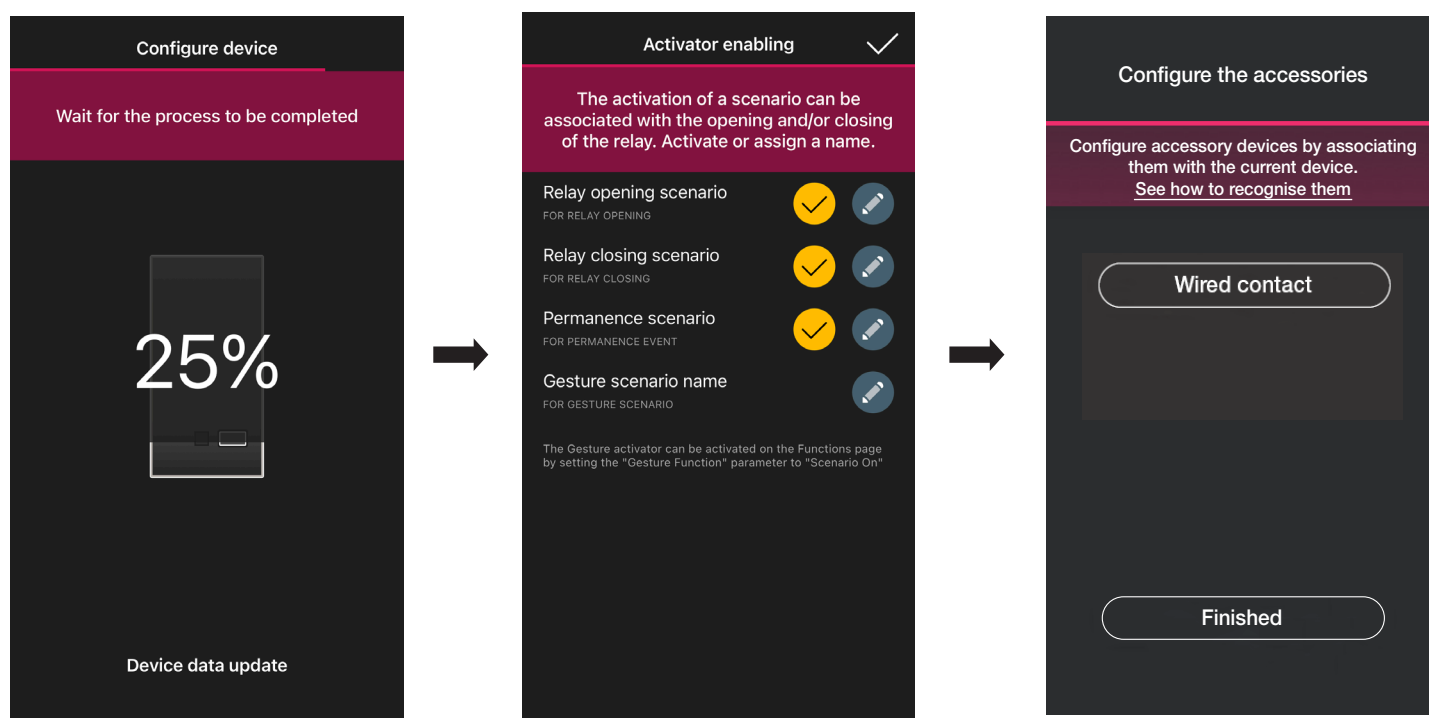 Configure device
Wait for the process to be completed
25%
Device data update
Activator enabling
The activation of a scenario can be
associated with the opening and/or closing
of the relay. Activate or assign a name.
Relay opening scenario
FOR RELAY OPENING
Relay closing scenario
FOR RELAY CLOSING
Permanence scenario
FOR PERMANENCE EVENT
Gesture scenario name
FOR GESTURE SCENARIO
The Gesture activator can be activated on the Functions page
by setting the "Gesture Function" parameter to "Scenario On"
Configure the accessories
Configure accessory devices by associating
them with the current device.
See how to recognise them
Wired contact
Finished